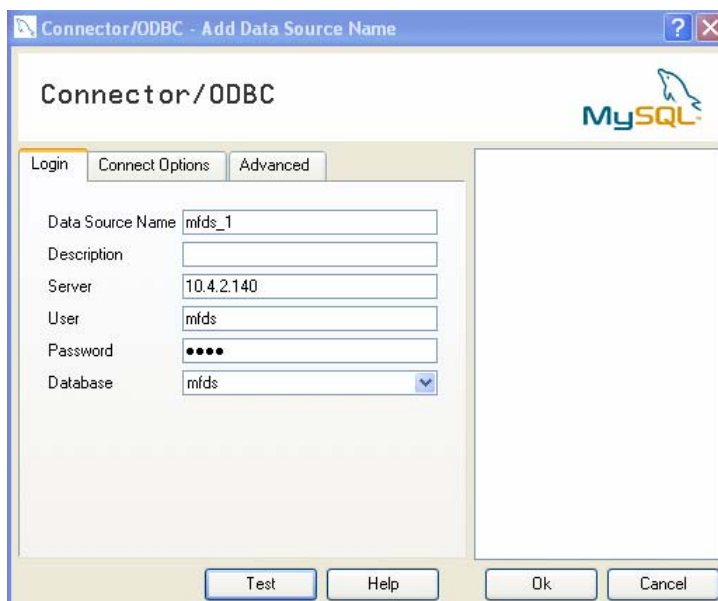 Connector/ODBC - Add Data Source Name
Connector/ODBC
MySQL
Login Connect Options Advanced
Data Source Name mfds_1
Description
Server 10.4.2.140
User mfds
Password ●●●●
Database mfds
Test Help Ok Cancel